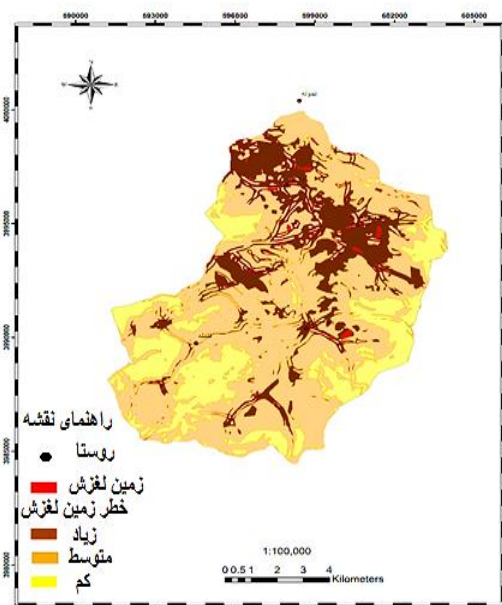 590000 593000 596000 599000 602000 605000
4000000
3995000
3990000
3985000
3980000
راهنمای نقشه
روستا
زمین لغزش
خطر زمین لغزش
زیاد
متوسط
کم
1:100,000
0 0.5 1 2 3 4
Kilometers